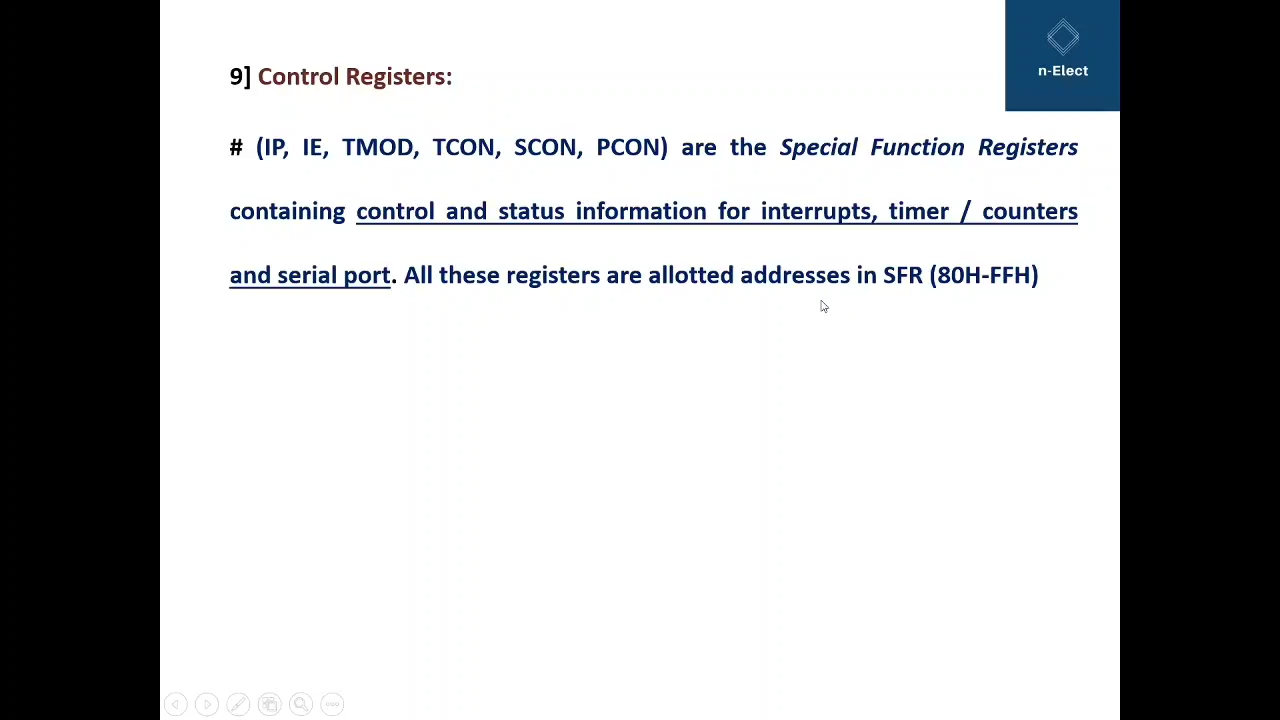 n-Elect
9] Control Registers:
# (IP, IE, TMOD, TCON, SCON, PCON) are the Special Function Registers
containing control and status information for interrupts, timer / counters
and serial port. All these registers are allotted addresses in SFR (80H-FFH)